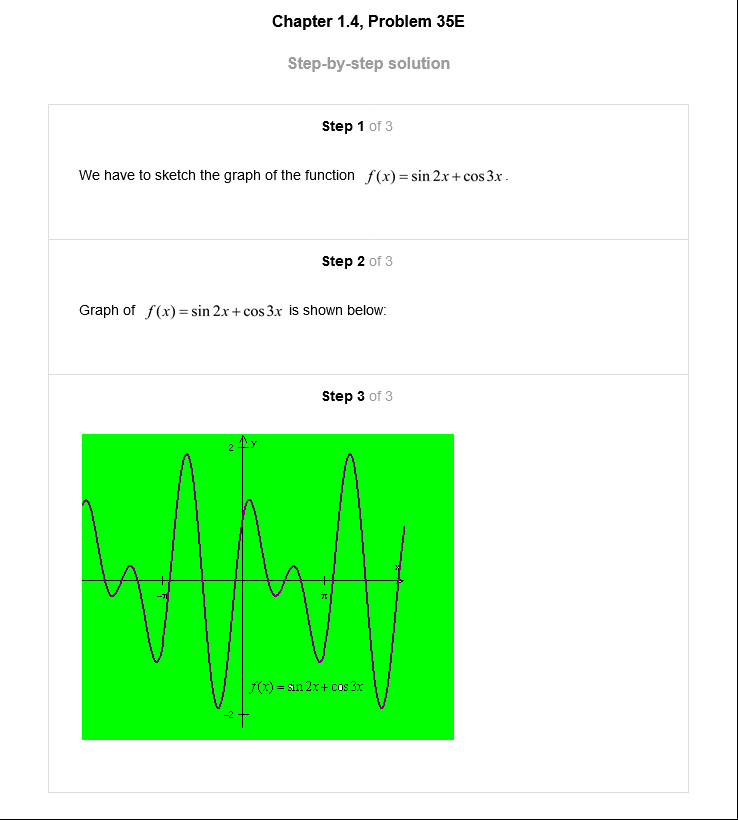 Chapter 1.4, Problem 35E
Step-by-step solution
Step 1 of 3
We have to sketch the graph of the function f(x) = sin 2x + cos 3x .
Step 2 of 3
Graph of f(x) = sin 2x + cos 3x is shown below:
Step 3 of 3
2
y
x
−π
π
f(x) = sin 2x + cos 3x
−2